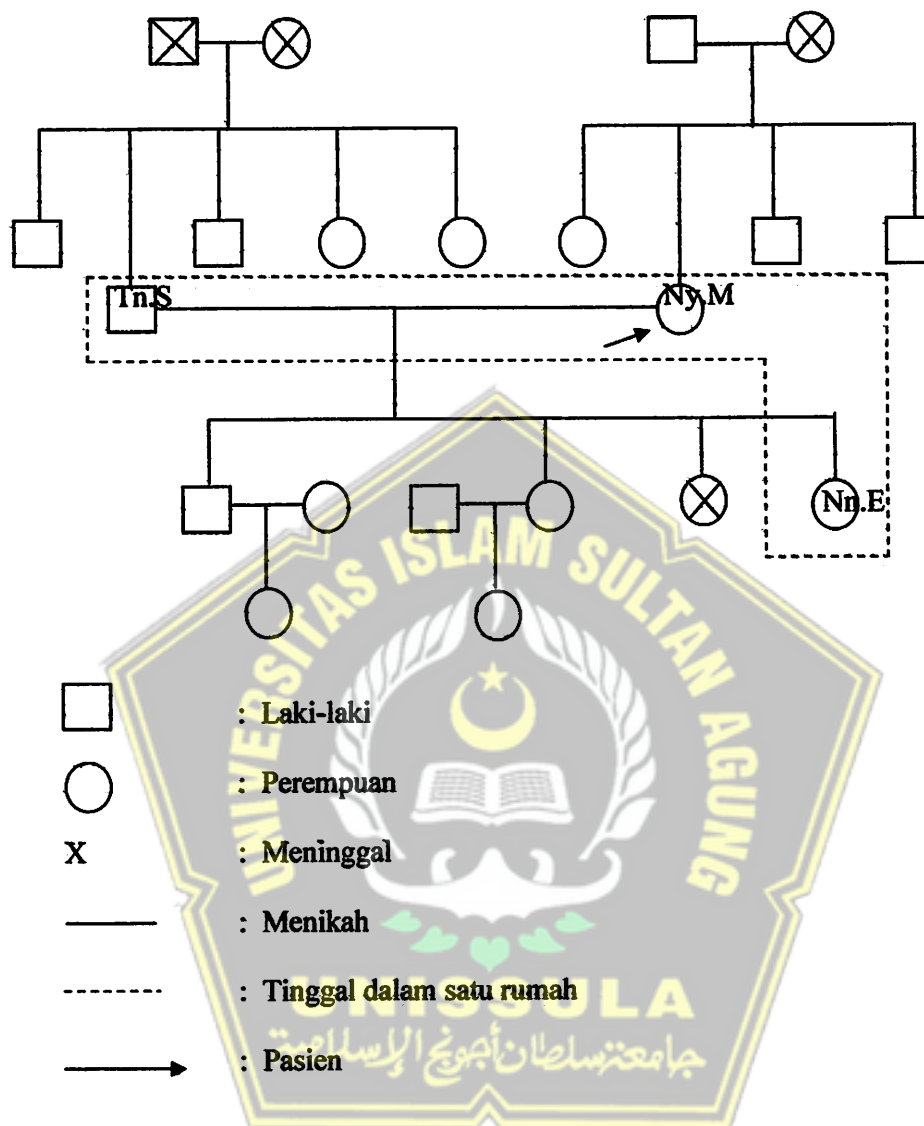 Tn.S
Ny.M
Nn.E
: Laki-laki
: Perempuan
X : Meninggal
: Menikah
: Tinggal dalam satu rumah
: Pasien
UNIVERSITAS ISLAM SULTAN AGUNG
UNISSULA
جامعة سلطان أجونج الإسلامية